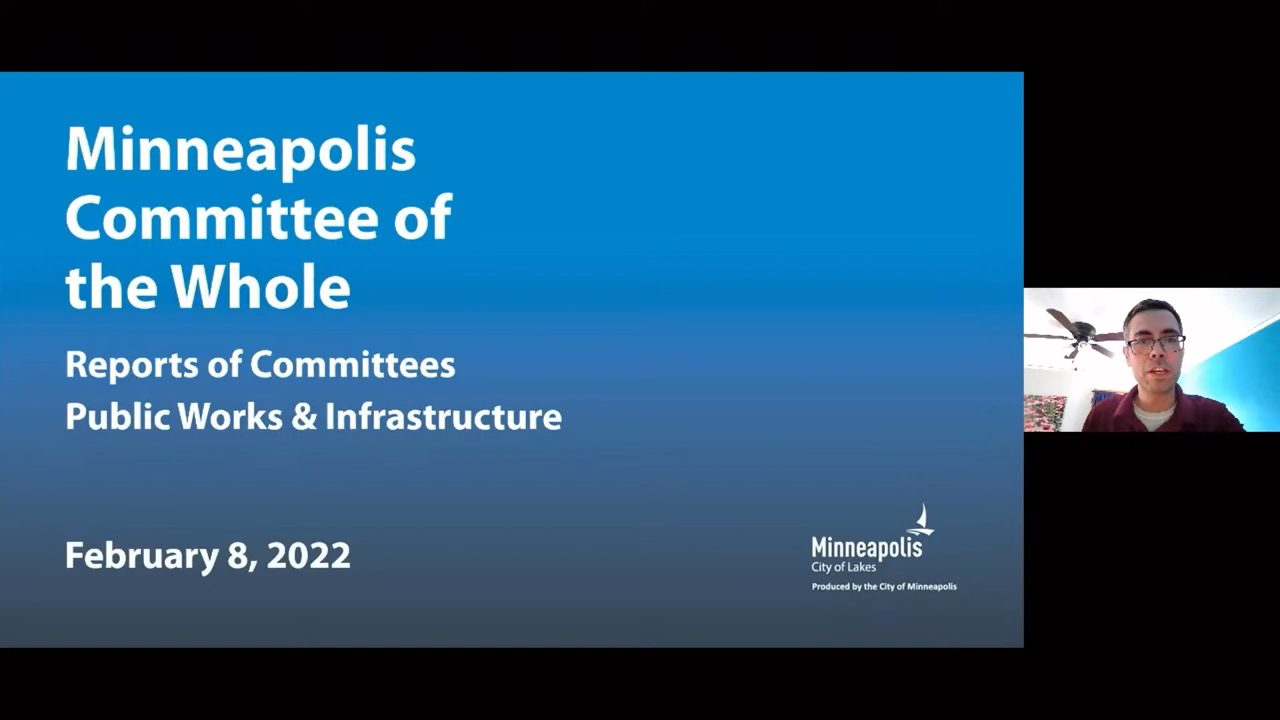 Minneapolis
Committee of
the Whole
Reports of Committees
Public Works & Infrastructure
February 8, 2022
Minneapolis
City of Lakes
Produced by the City of Minneapolis